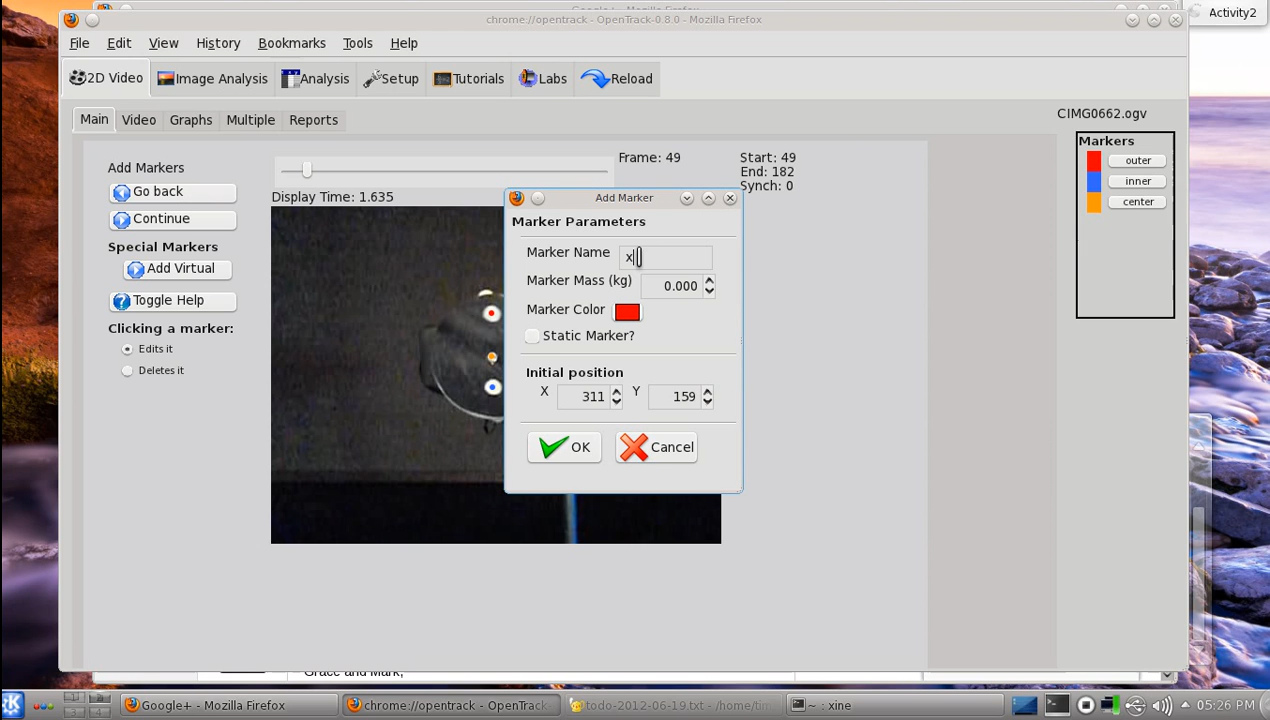 Activity2
chrome://opentrack - OpenTrack-0.8.0 - Mozilla Firefox
File Edit View History Bookmarks Tools Help
2D Video Image Analysis Analysis Setup Tutorials Labs Reload
Main Video Graphs Multiple Reports
CIMG0662.ogv
Markers
outer
inner
center
Add Markers
Go back
Continue
Special Markers
Add Virtual
Toggle Help
Clicking a marker:
Edits it
Deletes it
Frame: 49
Start: 49
End: 182
Synch: 0
Display Time: 1.635
Add Marker
Marker Parameters
Marker Name x
Marker Mass (kg) 0.000
Marker Color
Static Marker?
Initial position
X 311 Y 159
OK Cancel
Grace and Mark,
Google+ - Mozilla Firefox chrome://opentrack - OpenTrack todo-2012-06-19.txt - /home/tim ~ : xine 05:26 PM